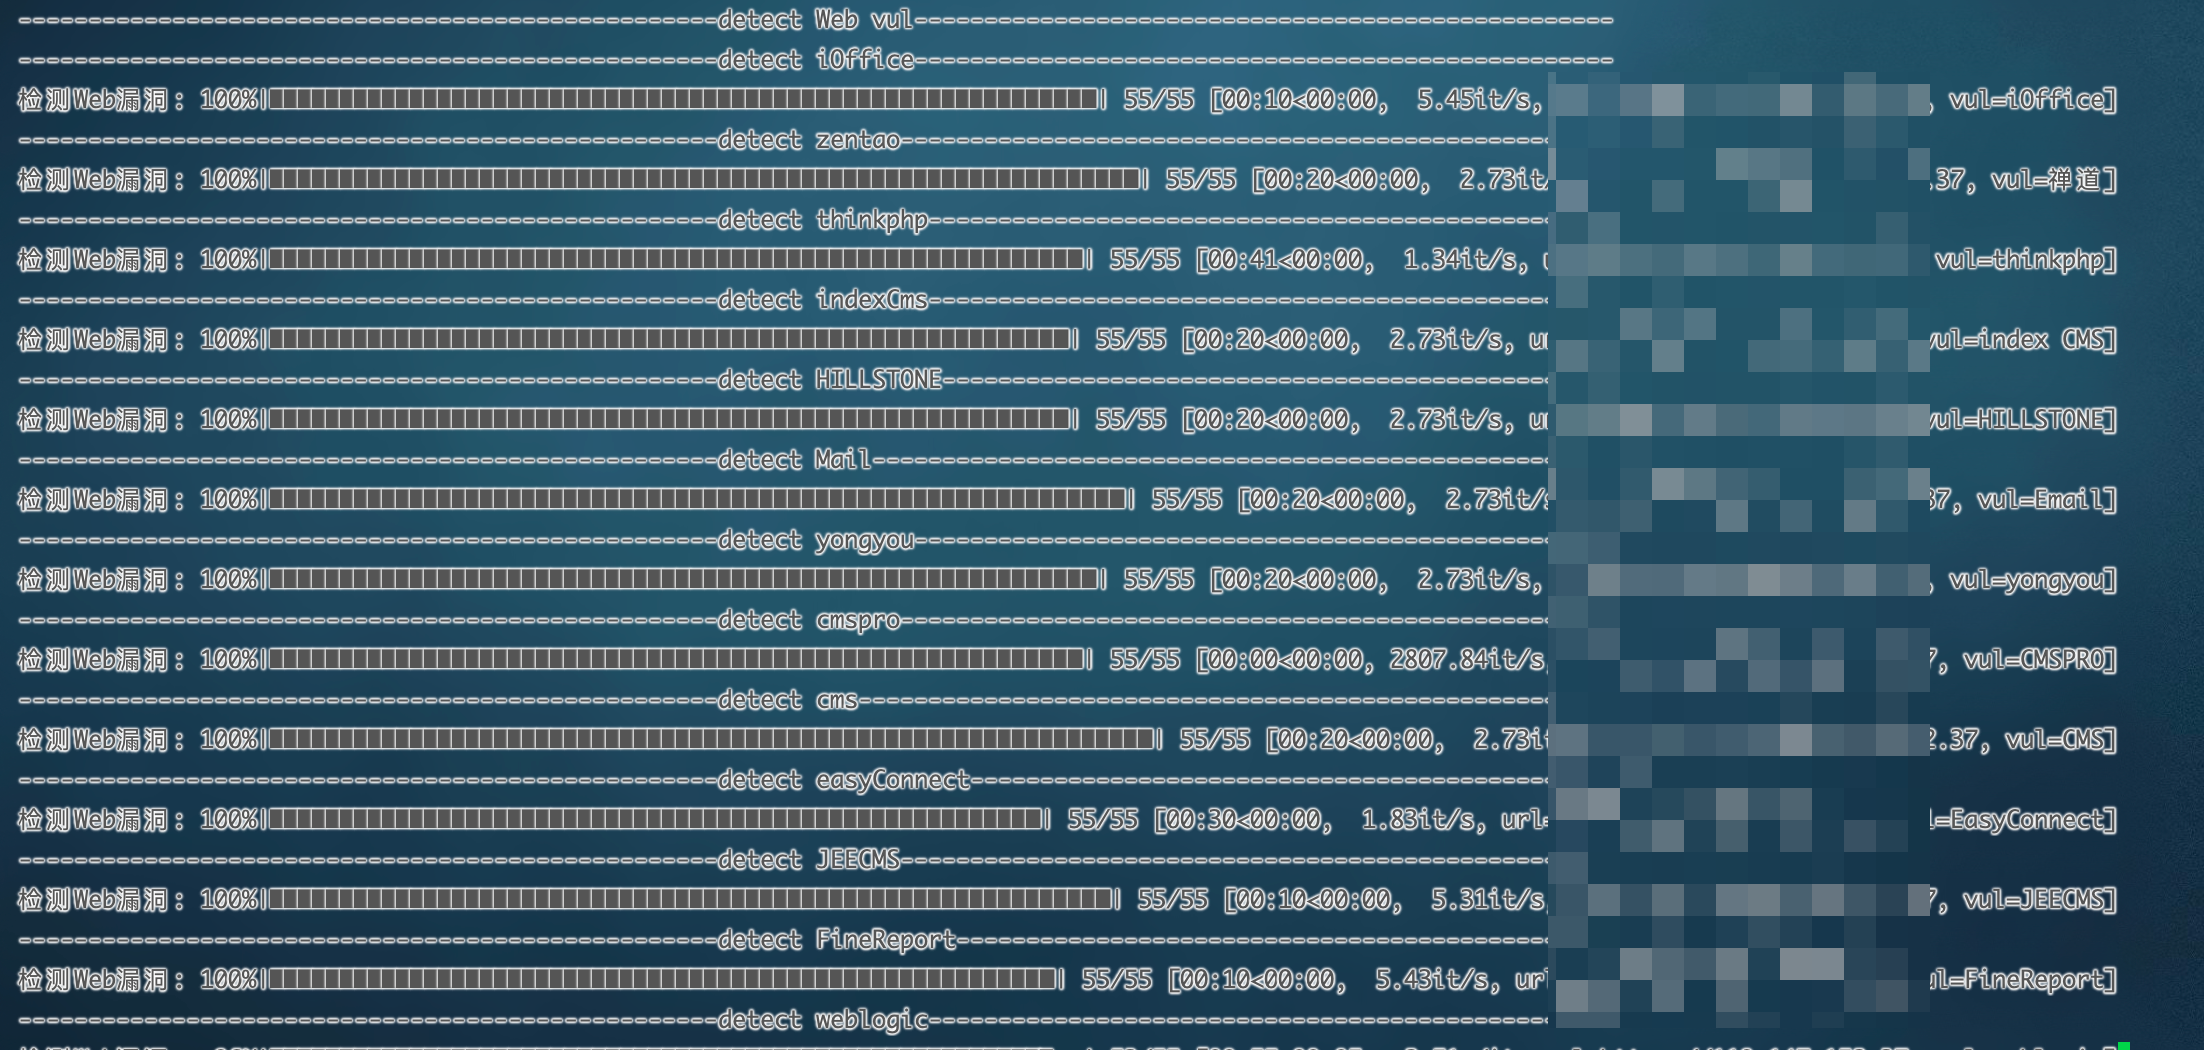 --------------------------------------------------detect Web vul--------------------------------------------------
--------------------------------------------------detect iOffice--------------------------------------------------
检测Web漏洞: 100%| 55/55 [00:10<00:00,  5.45it/s, , vul=iOffice]
--------------------------------------------------detect zentao--------------------------------------------------
检测Web漏洞: 100%| 55/55 [00:20<00:00,  2.73it/ .37, vul=禅道]
--------------------------------------------------detect thinkphp--------------------------------------------------
检测Web漏洞: 100%| 55/55 [00:41<00:00,  1.34it/s, vul=thinkphp]
--------------------------------------------------detect indexCms--------------------------------------------------
检测Web漏洞: 100%| 55/55 [00:20<00:00,  2.73it/s, vul=index CMS]
--------------------------------------------------detect HILLSTONE--------------------------------------------------
检测Web漏洞: 100%| 55/55 [00:20<00:00,  2.73it/s, vul=HILLSTONE]
--------------------------------------------------detect Mail--------------------------------------------------
检测Web漏洞: 100%| 55/55 [00:20<00:00,  2.73it/s 37, vul=Email]
--------------------------------------------------detect yongyou--------------------------------------------------
检测Web漏洞: 100%| 55/55 [00:20<00:00,  2.73it/s, , vul=yongyou]
--------------------------------------------------detect cmspro--------------------------------------------------
检测Web漏洞: 100%| 55/55 [00:00<00:00, 2807.84it/s, 7, vul=CMSPRO]
--------------------------------------------------detect cms--------------------------------------------------
检测Web漏洞: 100%| 55/55 [00:20<00:00,  2.73it 2.37, vul=CMS]
--------------------------------------------------detect easyConnect--------------------------------------------------
检测Web漏洞: 100%| 55/55 [00:30<00:00,  1.83it/s, url= l=EasyConnect]
--------------------------------------------------detect JEECMS--------------------------------------------------
检测Web漏洞: 100%| 55/55 [00:10<00:00,  5.31it/s, 7, vul=JEECMS]
--------------------------------------------------detect FineReport--------------------------------------------------
检测Web漏洞: 100%| 55/55 [00:10<00:00,  5.43it/s, url ul=FineReport]
--------------------------------------------------detect weblogic--------------------------------------------------